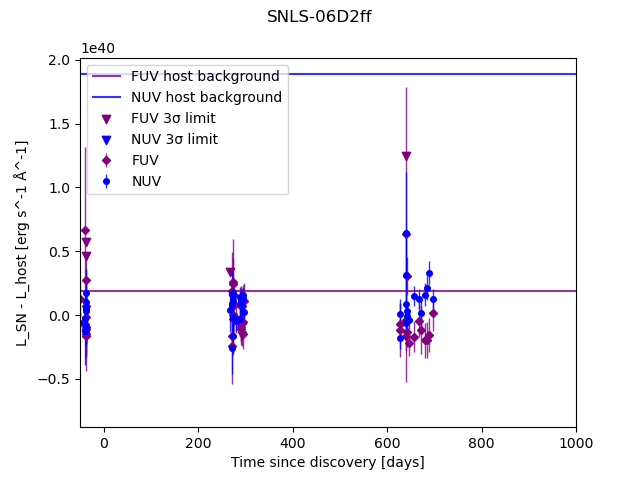 SNLS-06D2ff
1e40
FUV host background
NUV host background
FUV 3σ limit
NUV 3σ limit
FUV
NUV
2.0
1.5
1.0
0.5
0.0
−0.5
L_SN - L_host [erg s^-1 Å^-1]
0 200 400 600 800 1000
Time since discovery [days]